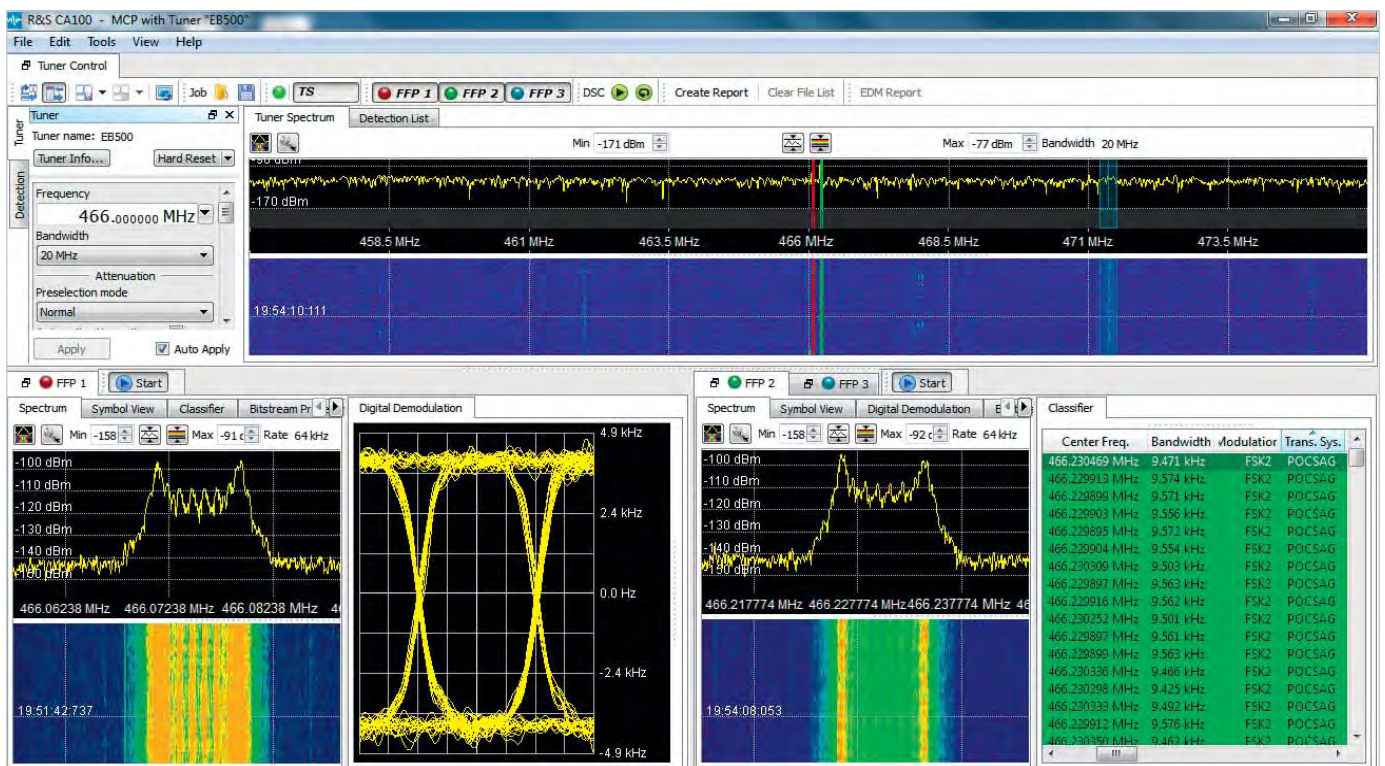 R&S CA100 - MCP with Tuner "EB500"
File Edit Tools View Help
Tuner Control
Job TS FFP 1 FFP 2 FFP 3 DSC Create Report Clear File List EDM Report
Tuner
Detection
Tuner
Tuner name: EB500
Tuner Info... Hard Reset
Frequency
466.000000 MHz
Bandwidth
20 MHz
Attenuation
Preselection mode
Normal
Apply Auto Apply
Tuner Spectrum Detection List
Min -171 dBm Max -77 dBm Bandwidth 20 MHz
-170 dBm
458.5 MHz 461 MHz 463.5 MHz 466 MHz 468.5 MHz 471 MHz 473.5 MHz
19:54:10:111
FFP 1 Start
Spectrum Symbol View Classifier Bitstream Pr
Min -158 Max -91 c Rate 64 kHz
-100 dBm
-110 dBm
-120 dBm
-130 dBm
-140 dBm
466.06238 MHz 466.07238 MHz 466.08238 MHz
19:51:42:737
Digital Demodulation
4.9 kHz
2.4 kHz
0.0 Hz
-2.4 kHz
-4.9 kHz
FFP 2 FFP 3 Start
Spectrum Symbol View Digital Demodulation
Min -158 Max -92 c Rate 64 kHz
-100 dBm
-110 dBm
-120 dBm
-130 dBm
-140 dBm
466.217774 MHz 466.227774 MHz 466.237774 MHz 46
19:54:08:053
Classifier
Center Freq. Bandwidth Modulation Trans. Sys.
466.230469 MHz 9.471 kHz FSK2 POCSAG
466.229913 MHz 9.574 kHz FSK2 POCSAG
466.229899 MHz 9.571 kHz FSK2 POCSAG
466.229903 MHz 9.556 kHz FSK2 POCSAG
466.229895 MHz 9.572 kHz FSK2 POCSAG
466.229904 MHz 9.554 kHz FSK2 POCSAG
466.230309 MHz 9.503 kHz FSK2 POCSAG
466.229897 MHz 9.563 kHz FSK2 POCSAG
466.229916 MHz 9.562 kHz FSK2 POCSAG
466.230252 MHz 9.501 kHz FSK2 POCSAG
466.229897 MHz 9.561 kHz FSK2 POCSAG
466.229899 MHz 9.563 kHz FSK2 POCSAG
466.230336 MHz 9.466 kHz FSK2 POCSAG
466.230298 MHz 9.425 kHz FSK2 POCSAG
466.230333 MHz 9.492 kHz FSK2 POCSAG
466.229912 MHz 9.576 kHz FSK2 POCSAG
466.230350 MHz 9.462 kHz FSK2 POCSAG